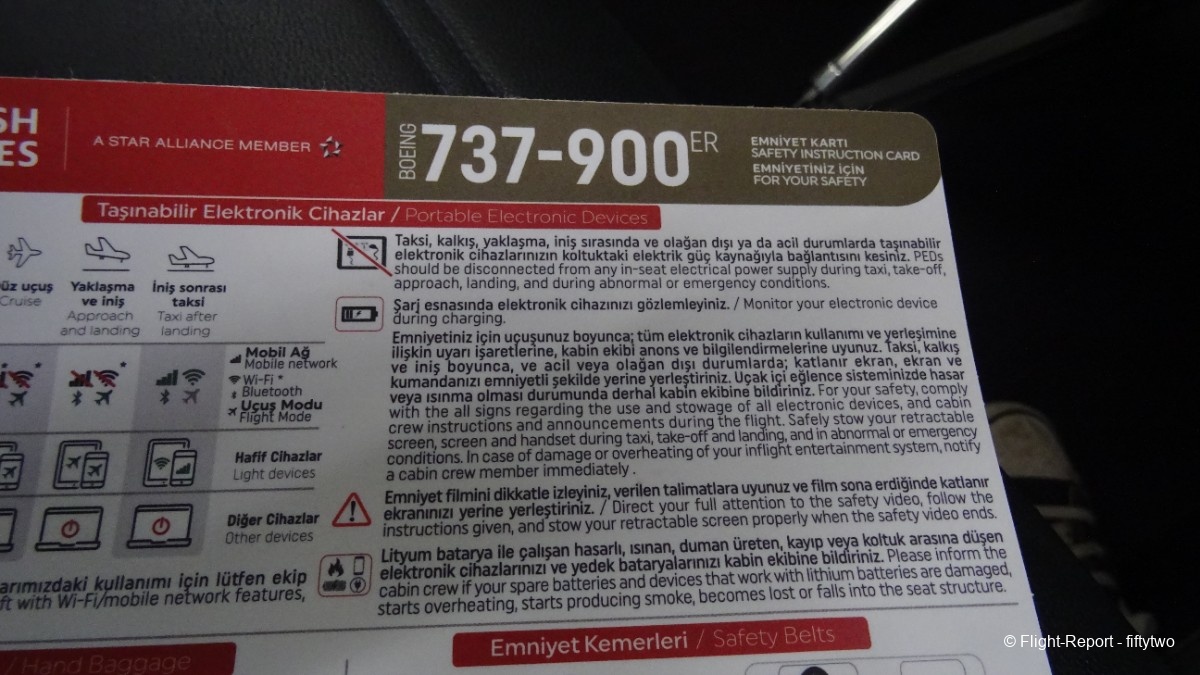 SH
ES
A STAR ALLIANCE MEMBER
BOEING
737-900ER
EMNİYET KARTI
SAFETY INSTRUCTION CARD
EMNİYETİNİZ İÇİN
FOR YOUR SAFETY
Taşınabilir Elektronik Cihazlar / Portable Electronic Devices
üz uçuş
Cruise
Yaklaşma
ve iniş
Approach
and landing
İniş sonrası
taksi
Taxi after
landing
Mobil Ağ
Mobile network
Wi-Fi *
Bluetooth
Uçuş Modu
Flight Mode
Hafif Cihazlar
Light devices
Diğer Cihazlar
Other devices
arımızdaki kullanımı için lütfen ekip
ft with Wi-Fi/mobile network features,
Taksi, kalkış, yaklaşma, iniş sırasında ve olağan dışı ya da acil durumlarda taşınabilir
elektronik cihazlarınızın koltuktaki elektrik güç kaynağıyla bağlantısını kesiniz. PEDs
should be disconnected from any in-seat electrical power supply during taxi, take-off,
approach, landing, and during abnormal or emergency conditions.
Şarj esnasında elektronik cihazınızı gözlemleyiniz. / Monitor your electronic device
during charging.
Emniyetiniz için uçuşunuz boyunca; tüm elektronik cihazların kullanımı ve yerleşimine
ilişkin uyarı işaretlerine, kabin ekibi anons ve bilgilendirmelerine uyunuz. Taksi, kalkış
ve iniş boyunca, ve acil veya olağan dışı durumlarda; katlanır ekran, ekran ve
kumandanızı emniyetli şekilde yerine yerleştiriniz. Uçak içi eğlence sisteminizde hasar
veya ısınma olması durumunda derhal kabin ekibine bildiriniz. For your safety, comply
with the all signs regarding the use and stowage of all electronic devices, and cabin
crew instructions and announcements during the flight. Safely stow your retractable
screen, screen and handset during taxi, take-off and landing, and in abnormal or emergency
conditions. In case of damage or overheating of your inflight entertainment system, notify
a cabin crew member immediately .
Emniyet filmini dikkatle izleyiniz, verilen talimatlara uyunuz ve film sona erdiğinde katlanır
ekranınızı yerine yerleştiriniz. / Direct your full attention to the safety video, follow the
instructions given, and stow your retractable screen properly when the safety video ends.
Lityum batarya ile çalışan hasarlı, ısınan, duman üreten, kayıp veya koltuk arasına düşen
elektronik cihazlarınızı ve yedek bataryalarınızı kabin ekibine bildiriniz. Please inform the
cabin crew if your spare batteries and devices that work with lithium batteries are damaged,
starts overheating, starts producing smoke, becomes lost or falls into the seat structure.
/ Hand Baggage
Emniyet Kemerleri / Safety Belts
© Flight-Report - fiftytwo